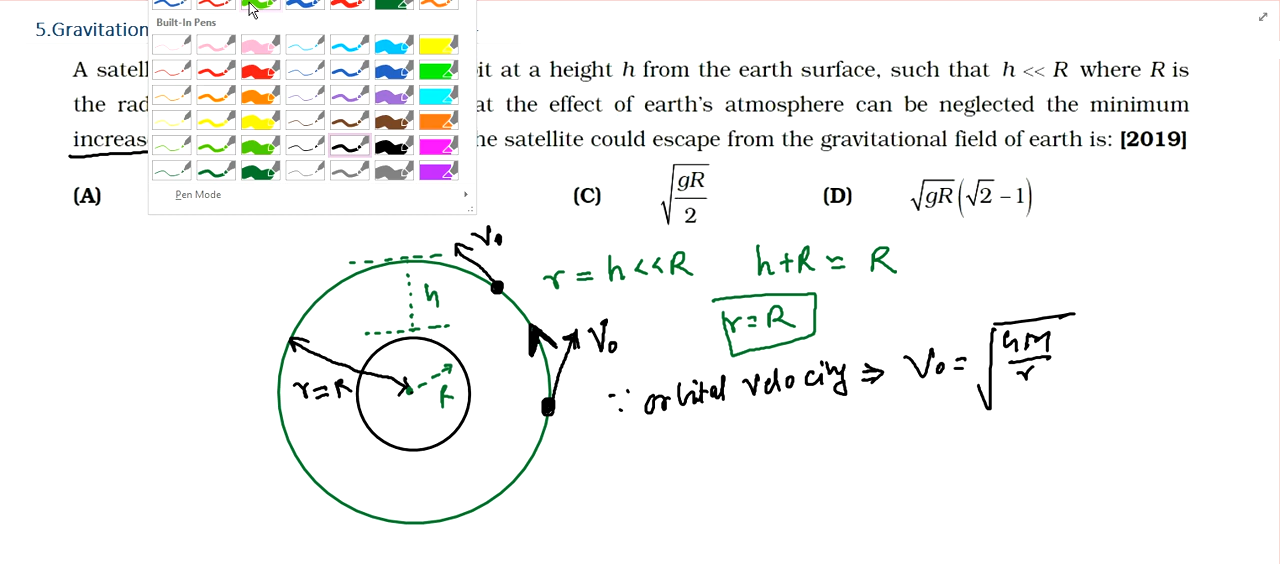 5.Gravitation
Built-In Pens
A satell it at a height h from the earth surface, such that h << R where R is
the rad at the effect of earth's atmosphere can be neglected the minimum
increas he satellite could escape from the gravitational field of earth is: [2019]
Pen Mode
(A) (C) √(gR/2) (D) √gR(√2 − 1)
V₀
r = h<<R h+R ≃ R
h
r=R
V₀
∵ orbital velocity ⇒ V₀ = √(GM/r)
r=R R